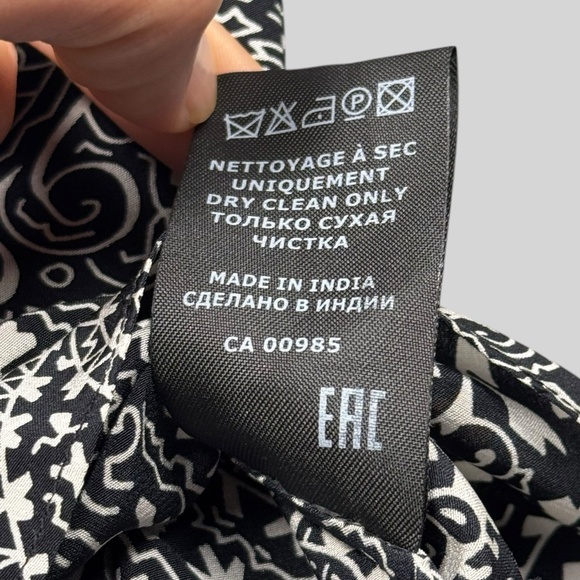 P
NETTOYAGE À SEC
UNIQUEMENT
DRY CLEAN ONLY
ТОЛЬКО СУХАЯ
ЧИСТКА
MADE IN INDIA
СДЕЛАНО В ИНДИИ
CA 00985
EAC